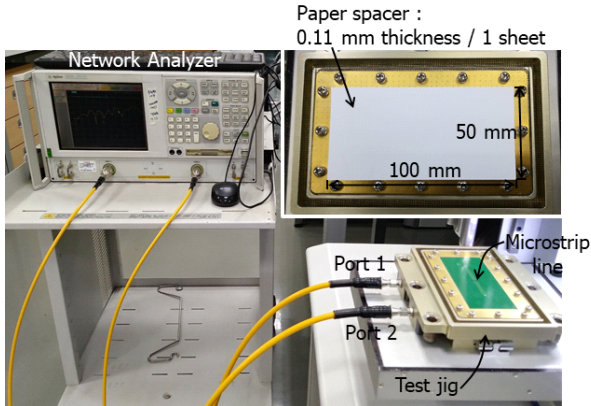 Paper spacer :
0.11 mm thickness / 1 sheet
Network Analyzer
50 mm
100 mm
Microstrip
line
Port 1
Port 2
Test jig